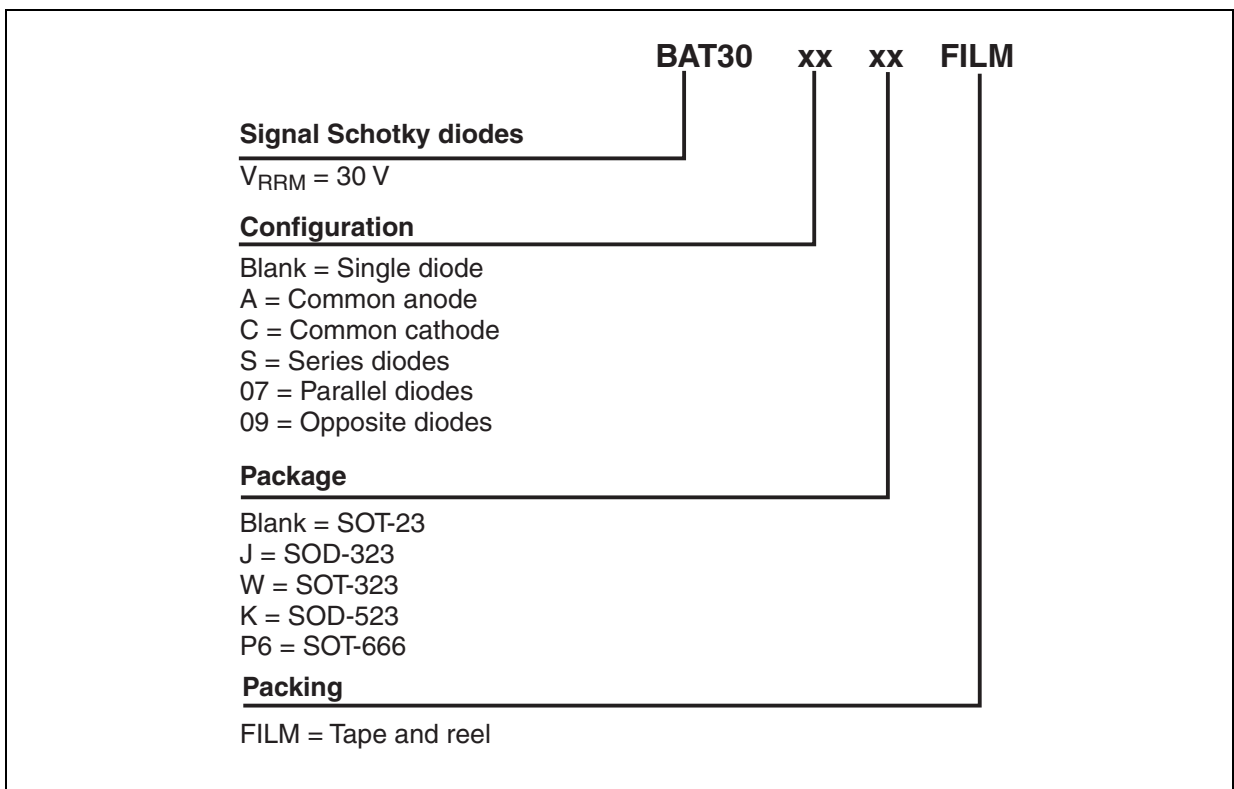 BAT30 xx xx FILM
Signal Schotky diodes
VRRM = 30 V
Configuration
Blank = Single diode
A = Common anode
C = Common cathode
S = Series diodes
07 = Parallel diodes
09 = Opposite diodes
Package
Blank = SOT-23
J = SOD-323
W = SOT-323
K = SOD-523
P6 = SOT-666
Packing
FILM = Tape and reel